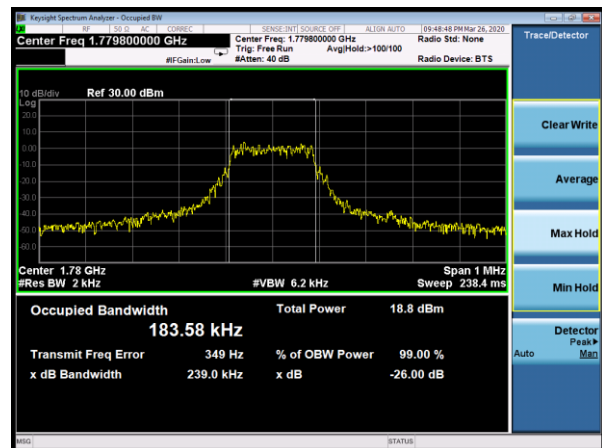 Keysight Spectrum Analyzer - Occupied BW
RF 50 Ω AC CORREC SENSE:INT SOURCE OFF ALIGN AUTO 09:48:48 PM Mar 26, 2020
Center Freq 1.779800000 GHz Center Freq: 1.779800000 GHz Radio Std: None Trace/Detector
Trig: Free Run Avg|Hold:>100/100
#IFGain:Low #Atten: 40 dB Radio Device: BTS
10 dB/div Ref 30.00 dBm
Log
20.0
10.0
0.00
-10.0
-20.0
-30.0
-40.0
-50.0
-60.0
Center 1.78 GHz Span 1 MHz
#Res BW 2 kHz #VBW 6.2 kHz Sweep 238.4 ms
Occupied Bandwidth Total Power 18.8 dBm
183.58 kHz
Transmit Freq Error 349 Hz % of OBW Power 99.00 %
x dB Bandwidth 239.0 kHz x dB -26.00 dB
Clear Write
Average
Max Hold
Min Hold
Detector
Peak▶
Auto Man
MSG STATUS